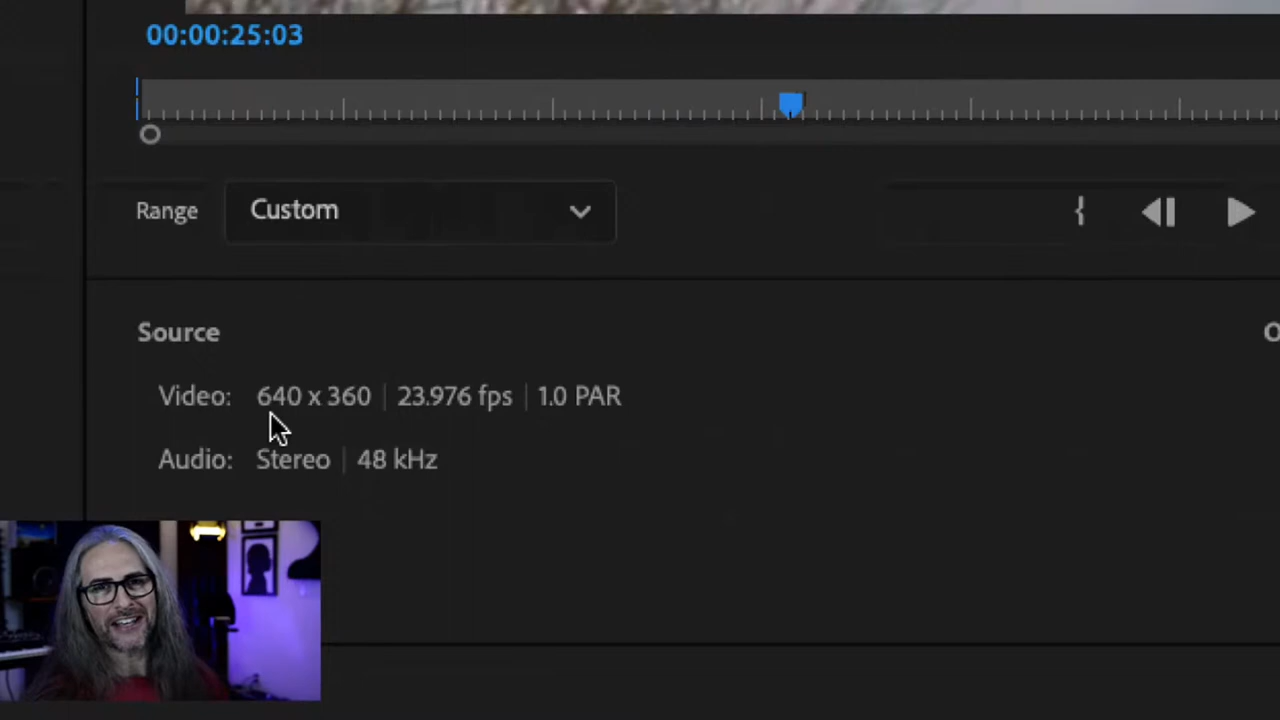 00:00:25:03
Range Custom
Source
Video: 640 x 360 | 23.976 fps | 1.0 PAR
Audio: Stereo | 48 kHz